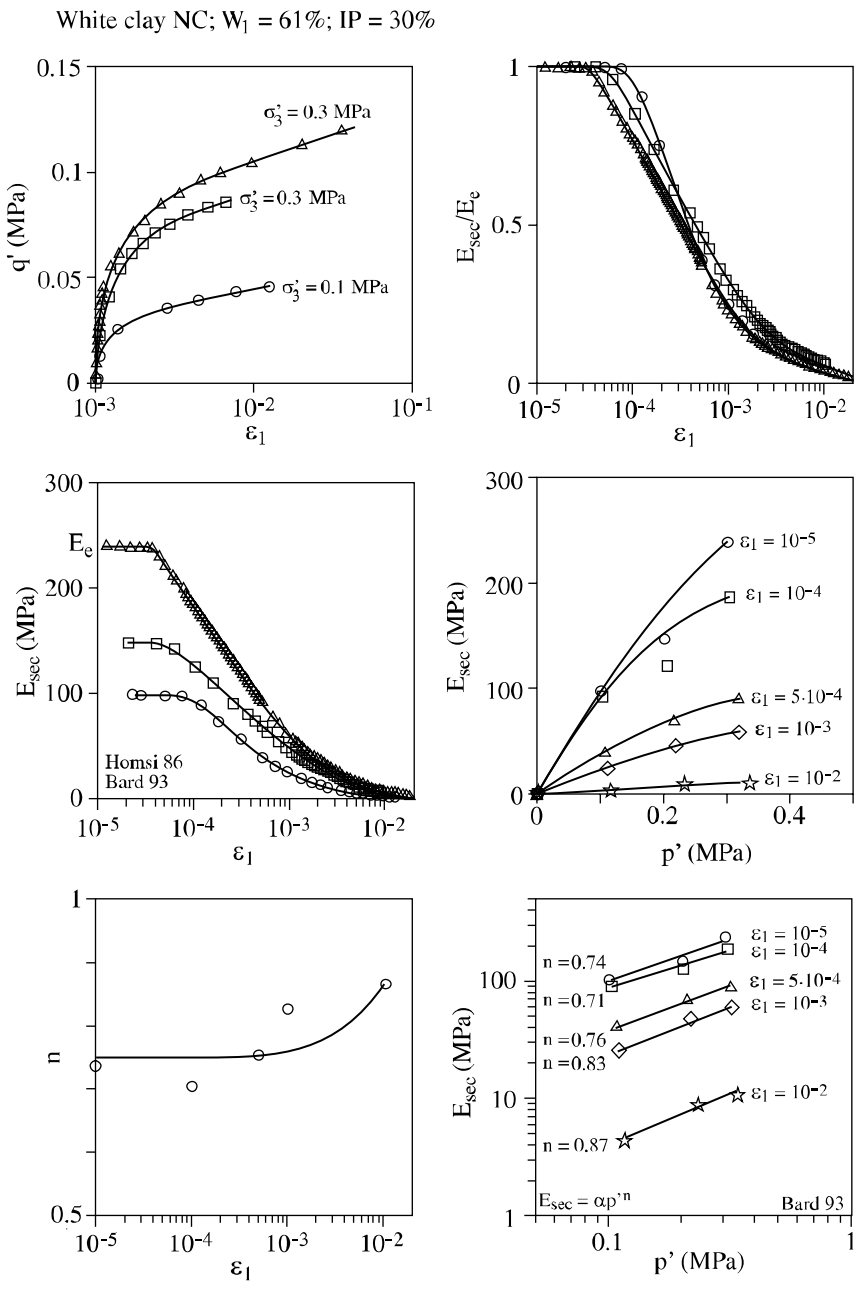 White clay NC; W1 = 61%; IP = 30%
0.15
0.1
0.05
0
q' (MPa)
σ3' = 0.3 MPa
σ3' = 0.3 MPa
σ3' = 0.1 MPa
10-3
10-2
10-1
ε1
1
0.5
0
Esec/Ee
10-5
10-4
10-3
10-2
ε1
300
200
100
0
Ee
Esec (MPa)
Homsi 86
Bard 93
10-5
10-4
10-3
10-2
ε1
300
200
100
0
Esec (MPa)
ε1 = 10-5
ε1 = 10-4
ε1 = 5·10-4
ε1 = 10-3
ε1 = 10-2
0
0.2
0.4
p' (MPa)
1
n
0.5
10-5
10-4
10-3
10-2
ε1
100
10
1
Esec (MPa)
n=0.74
n=0.71
n=0.76
n=0.83
n=0.87
ε1 = 10-5
ε1 = 10-4
ε1 = 5·10-4
ε1 = 10-3
ε1 = 10-2
Esec = αp'n
Bard 93
0.1
1
p' (MPa)